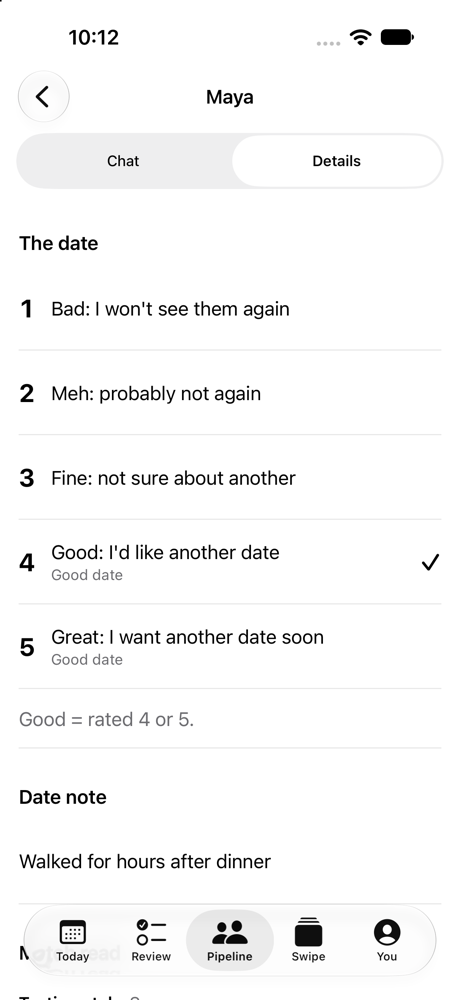 10:12
Maya
Chat
Details
The date
1 Bad: I won't see them again
2 Meh: probably not again
3 Fine: not sure about another
4 Good: I'd like another date
Good date
5 Great: I want another date soon
Good date
Good = rated 4 or 5.
Date note
Walked for hours after dinner
Today
Review
Pipeline
Swipe
You